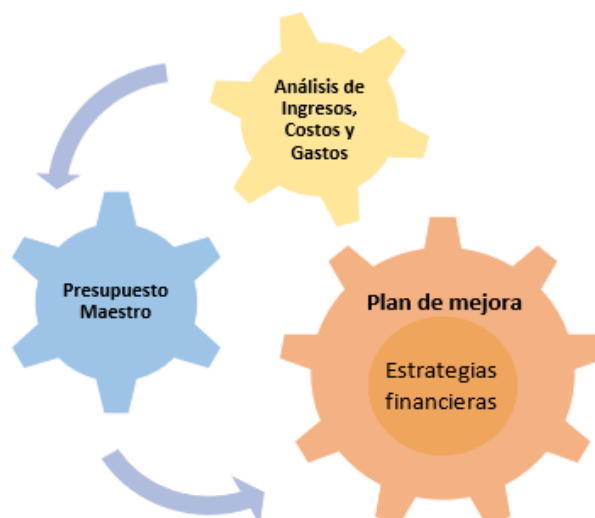 Análisis de
Ingresos,
Costos y
Gastos
Presupuesto
Maestro
Plan de mejora
Estrategias
financieras